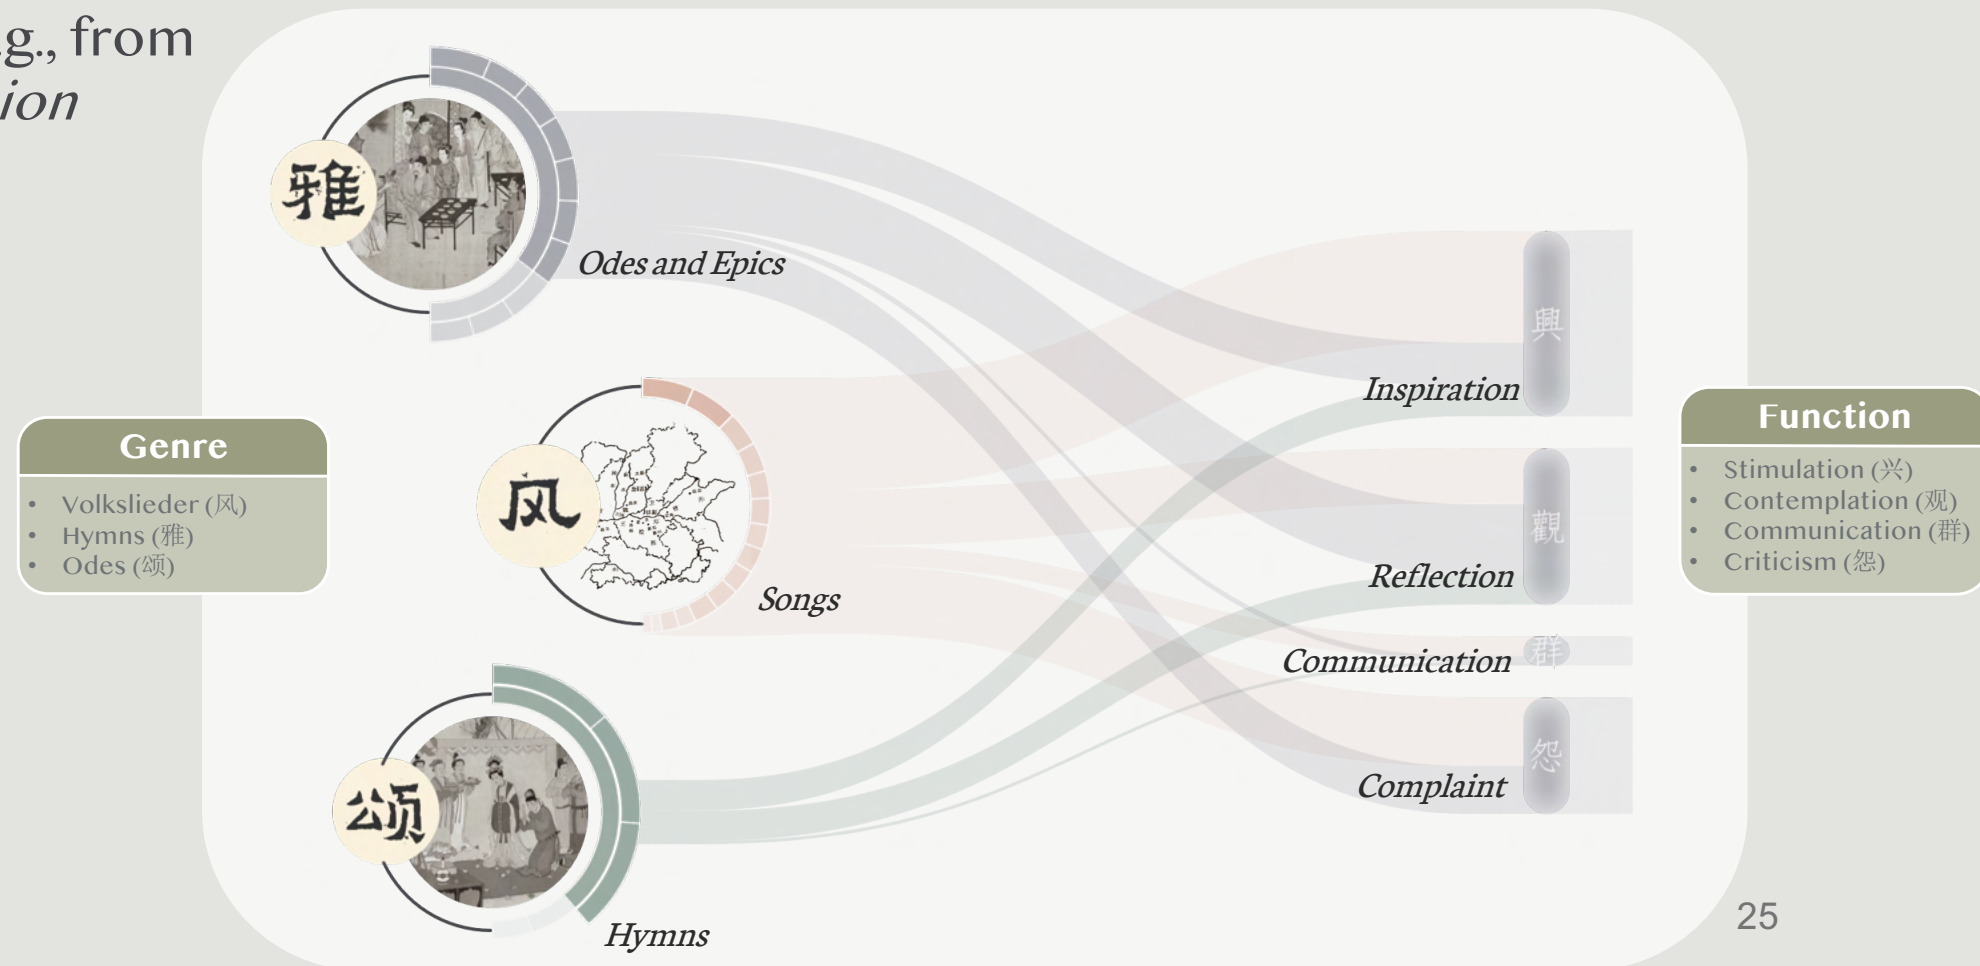 .g., from
ion
雅
Odes and Epics
风
Songs
颂
Hymns
Genre
• Volkslieder (风)
• Hymns (雅)
• Odes (颂)
興
Inspiration
觀
Reflection
群
Communication
怨
Complaint
Function
• Stimulation (兴)
• Contemplation (观)
• Communication (群)
• Criticism (怨)
25